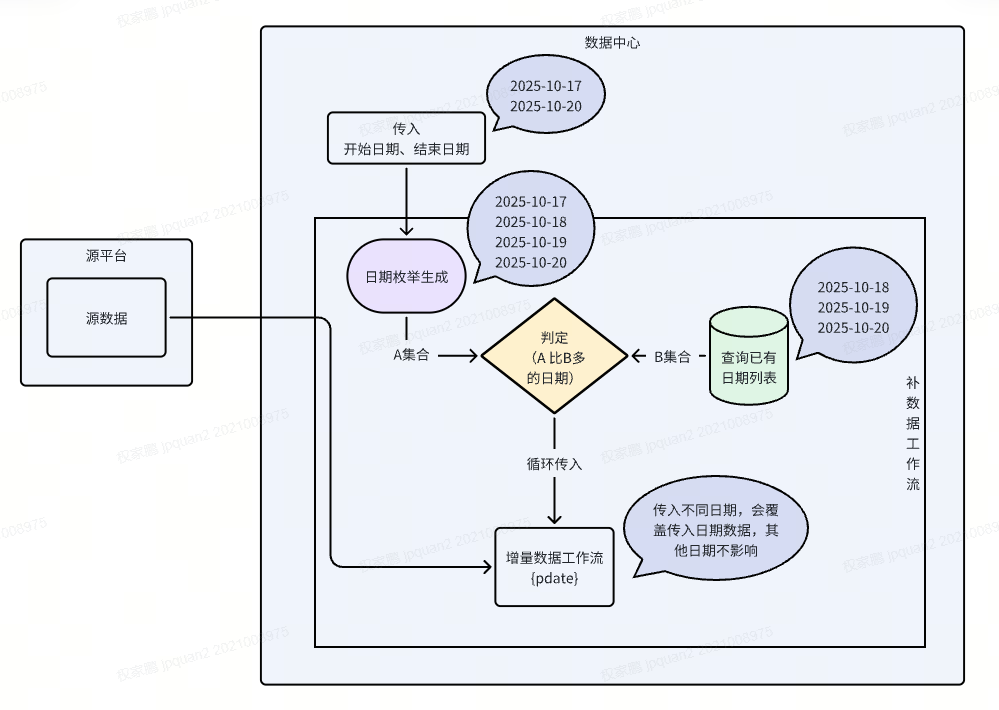 数据中心
2025-10-17
2025-10-20
传入
开始日期、结束日期
2025-10-17
2025-10-18
2025-10-19
2025-10-20
源平台
源数据
日期枚举生成
2025-10-18
2025-10-19
2025-10-20
A集合
判定
（A 比B多
的日期）
B集合
查询已有
日期列表
补
数
据
工
作
流
循环传入
传入不同日期，会覆
盖传入日期数据，其
他日期不影响
增量数据工作流
{pdate}
权家鹏 jpquan2 2021008975